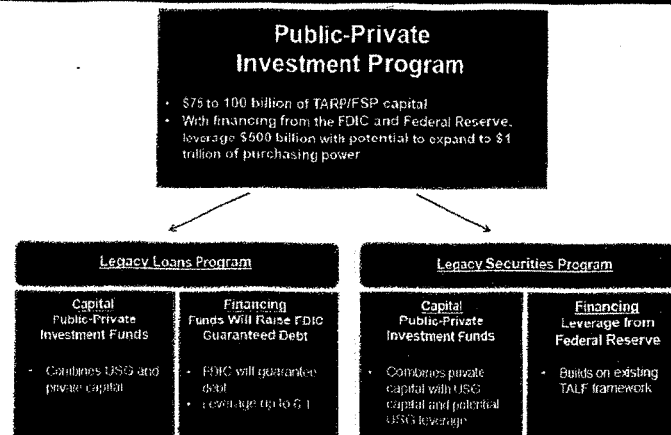 Public-Private
Investment Program
• $75 to 100 billion of TARP/FSP capital
• With financing from the FDIC and Federal Reserve,
leverage $500 billion with potential to expand to $1
trillion of purchasing power
Legacy Loans Program
Capital
Public-Private
Investment Funds
• Combines USG and
private capital
Financing
Funds Will Raise FDIC
Guaranteed Debt
• FDIC will guarantee
debt
• Leverage up to 6:1
Legacy Securities Program
Capital
Public-Private
Investment Funds
• Combines private
capital with USG
capital and potential
USG leverage
Financing
Leverage from
Federal Reserve
• Builds on existing
TALF framework